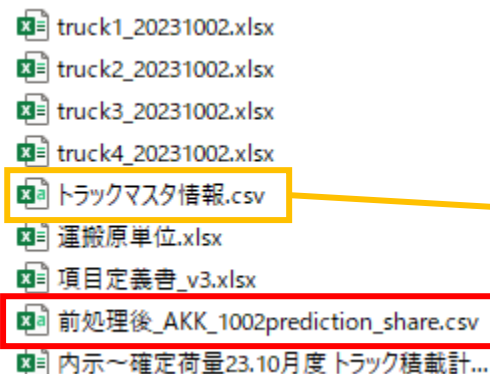 truck1_20231002.xlsx
truck2_20231002.xlsx
truck3_20231002.xlsx
truck4_20231002.xlsx
トラックマスタ情報.csv
運搬原単位.xlsx
項目定義書_v3.xlsx
前処理後_AKK_1002prediction_share.csv
内示～確定荷量23.10月度 トラック積載計...